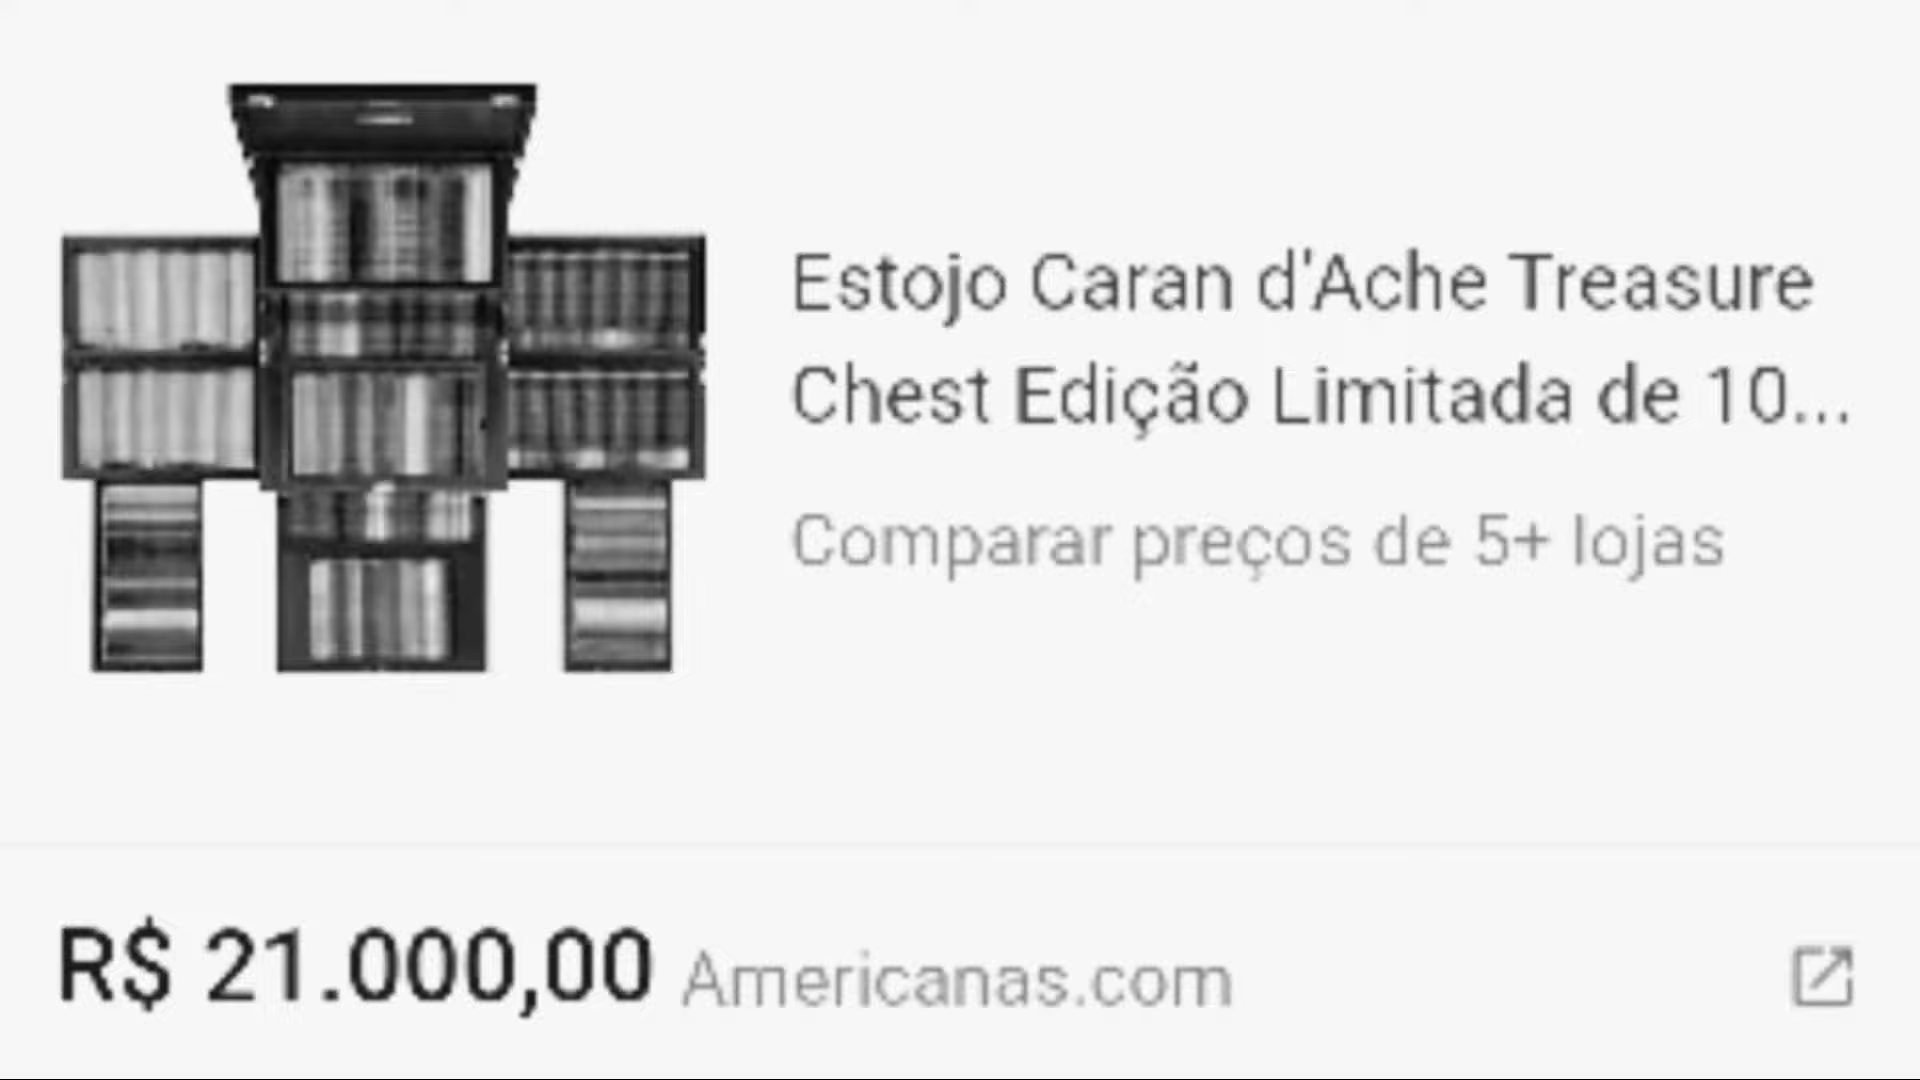 Estojo Caran d'Ache Treasure
Chest Edição Limitada de 10...
Comparar preços de 5+ lojas
R$ 21.000,00 Americanas.com